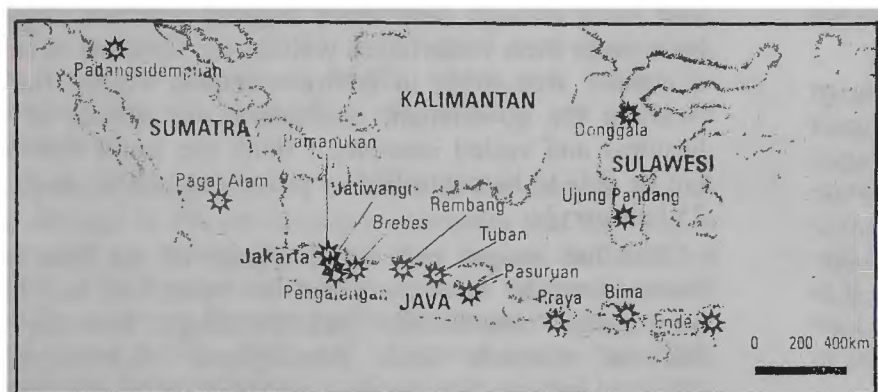 Padangsidempuan
KALIMANTAN
SUMATRA
Pamanukan
Donggala
SULAWESI
Pagar Alam
Jatiwangi
Rembang
Ujung Pandang
Brebes
Tuban
Jakarta
Pasuruan
Pengalengan
JAVA
Praya
Bima
Ende
0 200 400km